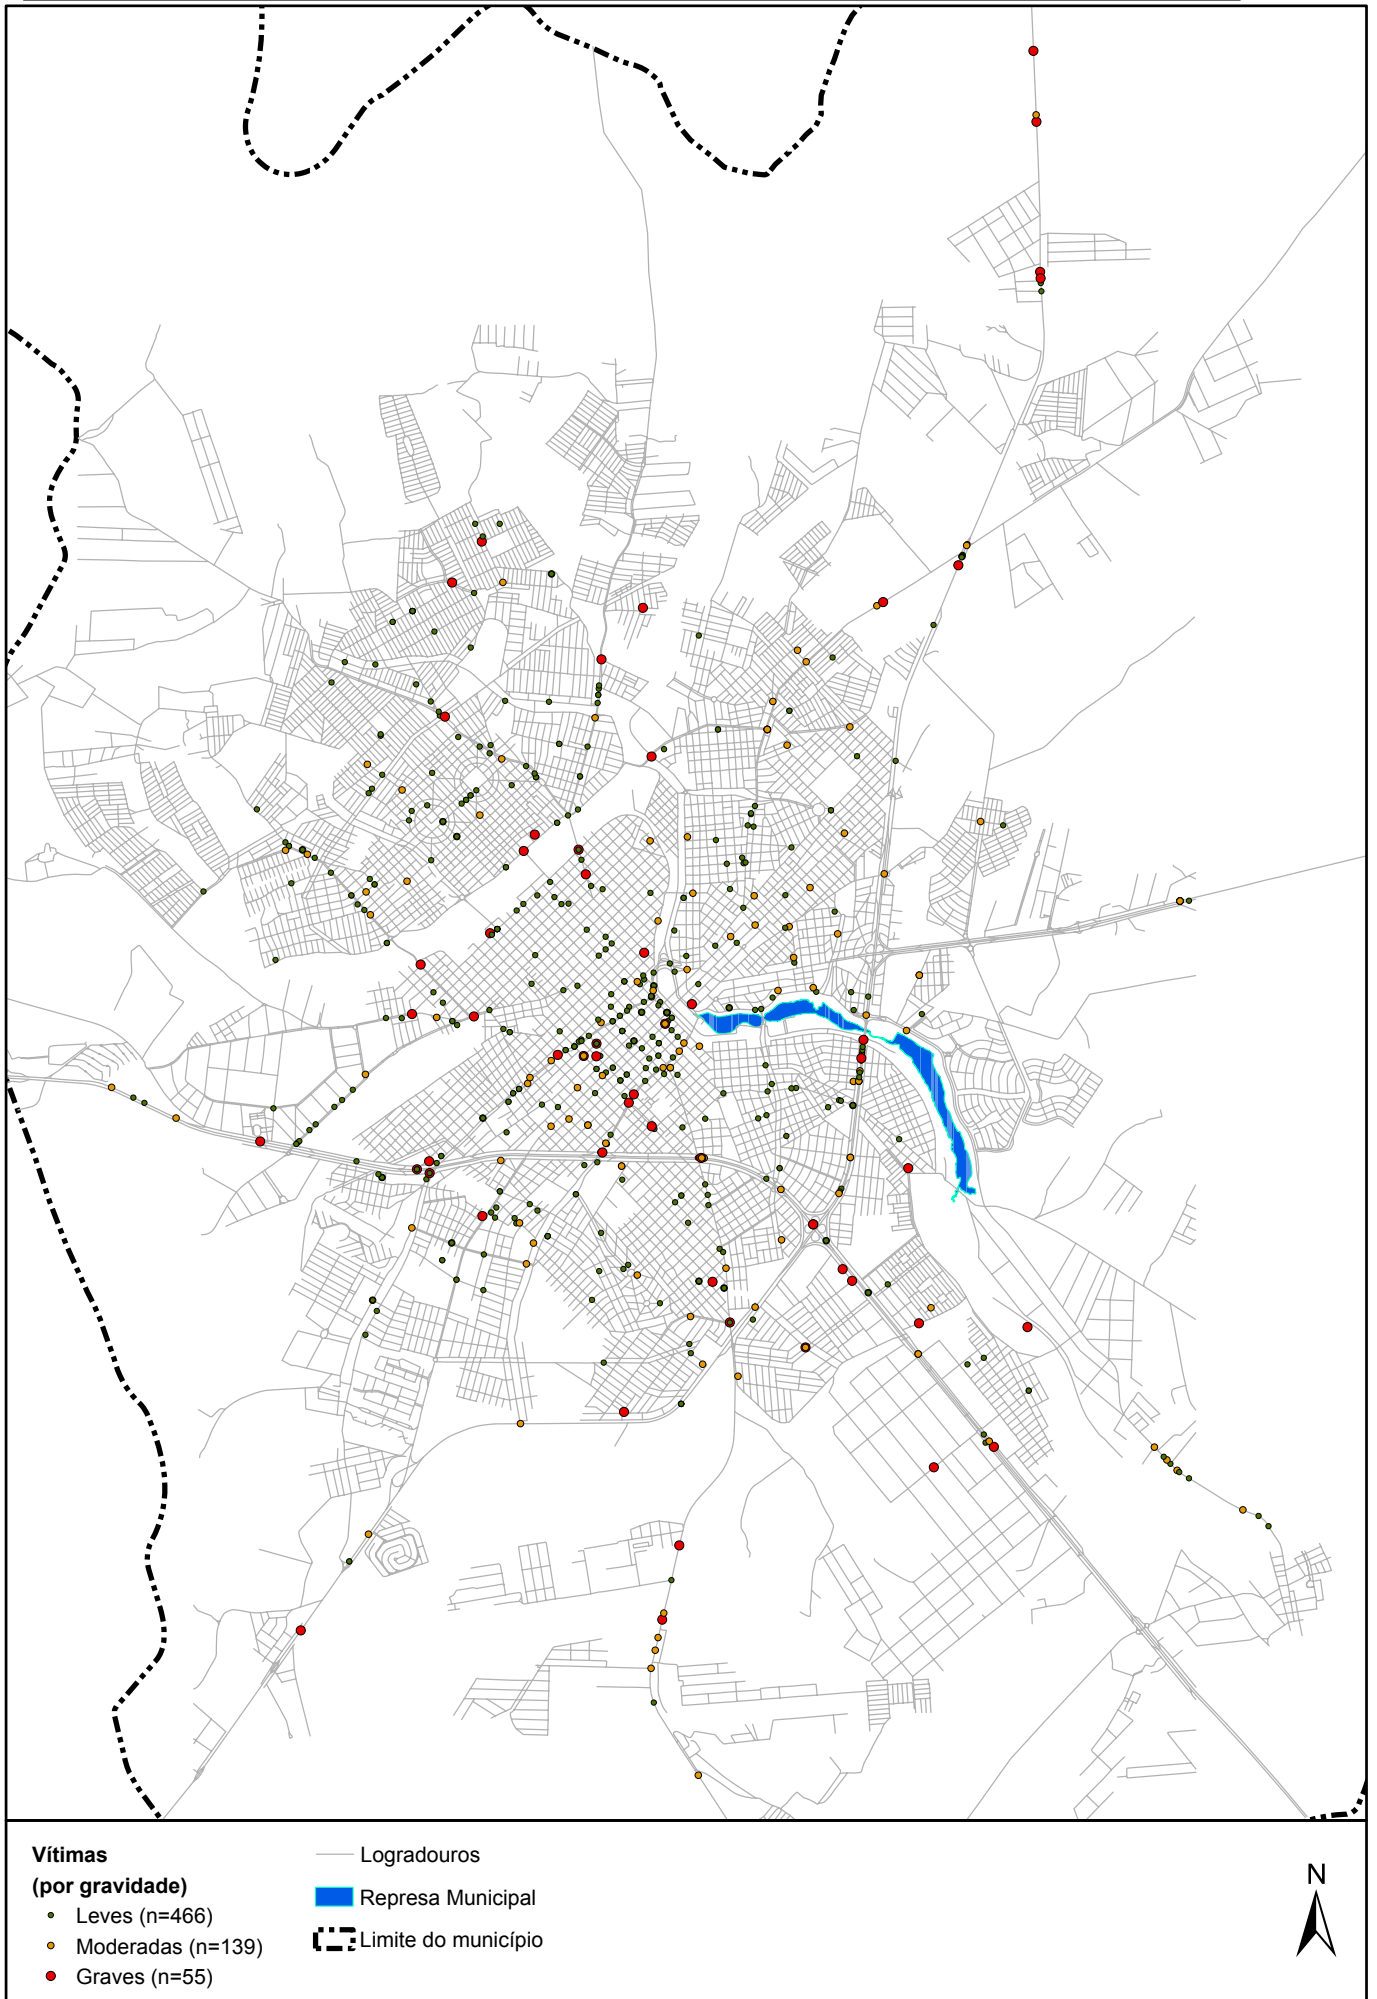 Vítimas
(por gravidade)
Leves (n=466)
Moderadas (n=139)
Graves (n=55)
Logradouros
Represa Municipal
Limite do município
N